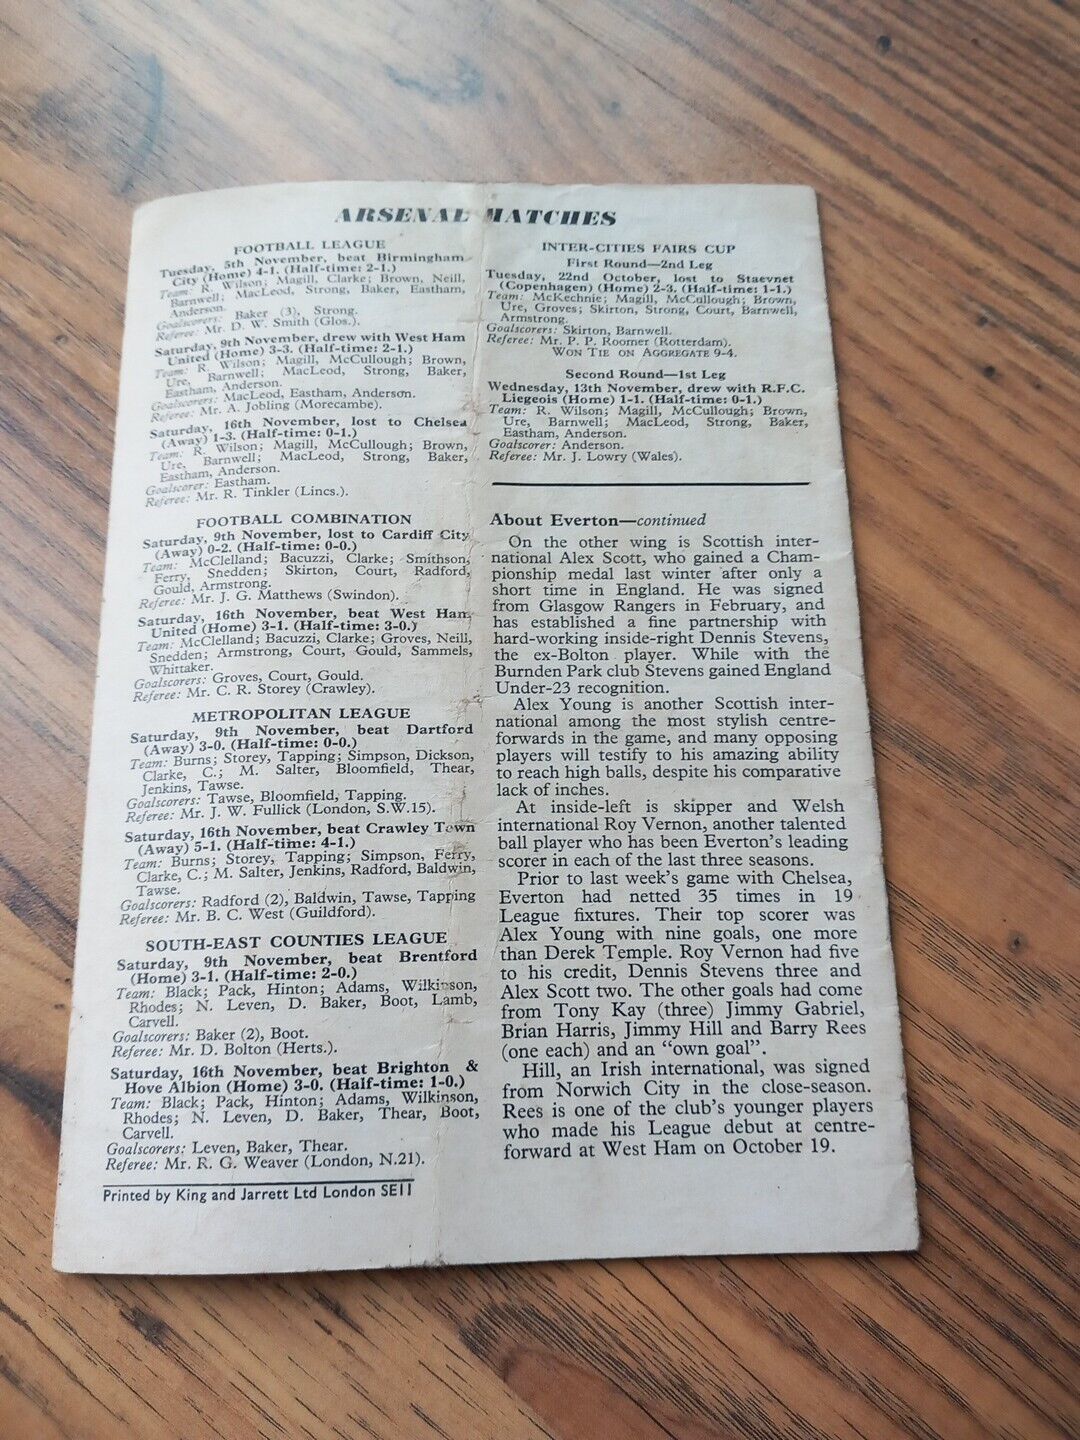 ARSENAL MATCHES
FOOTBALL LEAGUE
Tuesday, 5th November, beat Birmingham
City (Home) 4-1. (Half-time: 2-1.)
Team: R. Wilson; Magill, Clarke; Brown, Neill,
Barnwell; MacLeod, Strong, Baker, Eastham,
Anderson.
Goalscorers: Baker (3), Strong.
Referee: Mr. D. W. Smith (Glos.).
Saturday, 9th November, drew with West Ham
United (Home) 3-3. (Half-time: 2-1.)
Team: R. Wilson; Magill, McCullough; Brown,
Ure, Barnwell; MacLeod, Strong, Baker,
Eastham, Anderson.
Goalscorers: MacLeod, Eastham, Anderson.
Referee: Mr. A. Jobling (Morecambe).
Saturday, 16th November, lost to Chelsea
(Away) 1-3. (Half-time: 0-1.)
Team: R. Wilson; Magill, McCullough; Brown,
Ure, Barnwell; MacLeod, Strong, Baker,
Eastham, Anderson.
Goalscorer: Eastham.
Referee: Mr. R. Tinkler (Lincs.).
FOOTBALL COMBINATION
Saturday, 9th November, lost to Cardiff City
(Away) 0-2. (Half-time: 0-0.)
Team: McClelland; Bacuzzi, Clarke; Smithson,
Ferry, Snedden; Skirton, Court, Radford,
Gould, Armstrong.
Referee: Mr. J. G. Matthews (Swindon).
Saturday, 16th November, beat West Ham
United (Home) 3-1. (Half-time: 3-0.)
Team: McClelland; Bacuzzi, Clarke; Groves, Neill,
Snedden; Armstrong, Court, Gould, Sammels,
Whittaker.
Goalscorers: Groves, Court, Gould.
Referee: Mr. C. R. Storey (Crawley).
METROPOLITAN LEAGUE
Saturday, 9th November, beat Dartford
(Away) 3-0. (Half-time: 0-0.)
Team: Burns; Storey, Tapping; Simpson, Dickson,
Clarke, C.; M. Salter, Bloomfield, Thear,
Jenkins, Tawse.
Goalscorers: Tawse, Bloomfield, Tapping.
Referee: Mr. J. W. Fullick (London, S.W.15).
Saturday, 16th November, beat Crawley Town
(Away) 5-1. (Half-time: 4-1.)
Team: Burns; Storey, Tapping; Simpson, Ferry,
Clarke, C.; M. Salter, Jenkins, Radford, Baldwin,
Tawse.
Goalscorers: Radford (2), Baldwin, Tawse, Tapping
Referee: Mr. B. C. West (Guildford).
SOUTH-EAST COUNTIES LEAGUE
Saturday, 9th November, beat Brentford
(Home) 3-1. (Half-time: 2-0.)
Team: Black; Pack, Hinton; Adams, Wilkinson,
Rhodes; N. Leven, D. Baker, Boot, Lamb,
Carvell.
Goalscorers: Baker (2), Boot.
Referee: Mr. D. Bolton (Herts.).
Saturday, 16th November, beat Brighton &
Hove Albion (Home) 3-0. (Half-time: 1-0.)
Team: Black; Pack, Hinton; Adams, Wilkinson,
Rhodes; N. Leven, D. Baker, Thear, Boot,
Carvell.
Goalscorers: Leven, Baker, Thear.
Referee: Mr. R. G. Weaver (London, N.21).
Printed by King and Jarrett Ltd London SE11
INTER-CITIES FAIRS CUP
First Round—2nd Leg
Tuesday, 22nd October, lost to Staevnet
(Copenhagen) (Home) 2-3. (Half-time: 1-1.)
Team: McKechnie; Magill, McCullough; Brown,
Ure, Groves; Skirton, Strong, Court, Barnwell,
Armstrong.
Goalscorers: Skirton, Barnwell.
Referee: Mr. P. P. Roomer (Rotterdam).
WON TIE ON AGGREGATE 9-4.
Second Round—1st Leg
Wednesday, 13th November, drew with R.F.C.
Liegeois (Home) 1-1. (Half-time: 0-1.)
Team: R. Wilson; Magill, McCullough; Brown,
Ure, Barnwell; MacLeod, Strong, Baker,
Eastham, Anderson.
Goalscorer: Anderson.
Referee: Mr. J. Lowry (Wales).
About Everton—continued
On the other wing is Scottish inter-
national Alex Scott, who gained a Cham-
pionship medal last winter after only a
short time in England. He was signed
from Glasgow Rangers in February, and
has established a fine partnership with
hard-working inside-right Dennis Stevens,
the ex-Bolton player. While with the
Burnden Park club Stevens gained England
Under-23 recognition.
Alex Young is another Scottish inter-
national among the most stylish centre-
forwards in the game, and many opposing
players will testify to his amazing ability
to reach high balls, despite his comparative
lack of inches.
At inside-left is skipper and Welsh
international Roy Vernon, another talented
ball player who has been Everton's leading
scorer in each of the last three seasons.
Prior to last week's game with Chelsea,
Everton had netted 35 times in 19
League fixtures. Their top scorer was
Alex Young with nine goals, one more
than Derek Temple. Roy Vernon had five
to his credit, Dennis Stevens three and
Alex Scott two. The other goals had come
from Tony Kay (three) Jimmy Gabriel,
Brian Harris, Jimmy Hill and Barry Rees
(one each) and an "own goal".
Hill, an Irish international, was signed
from Norwich City in the close-season.
Rees is one of the club's younger players
who made his League debut at centre-
forward at West Ham on October 19.